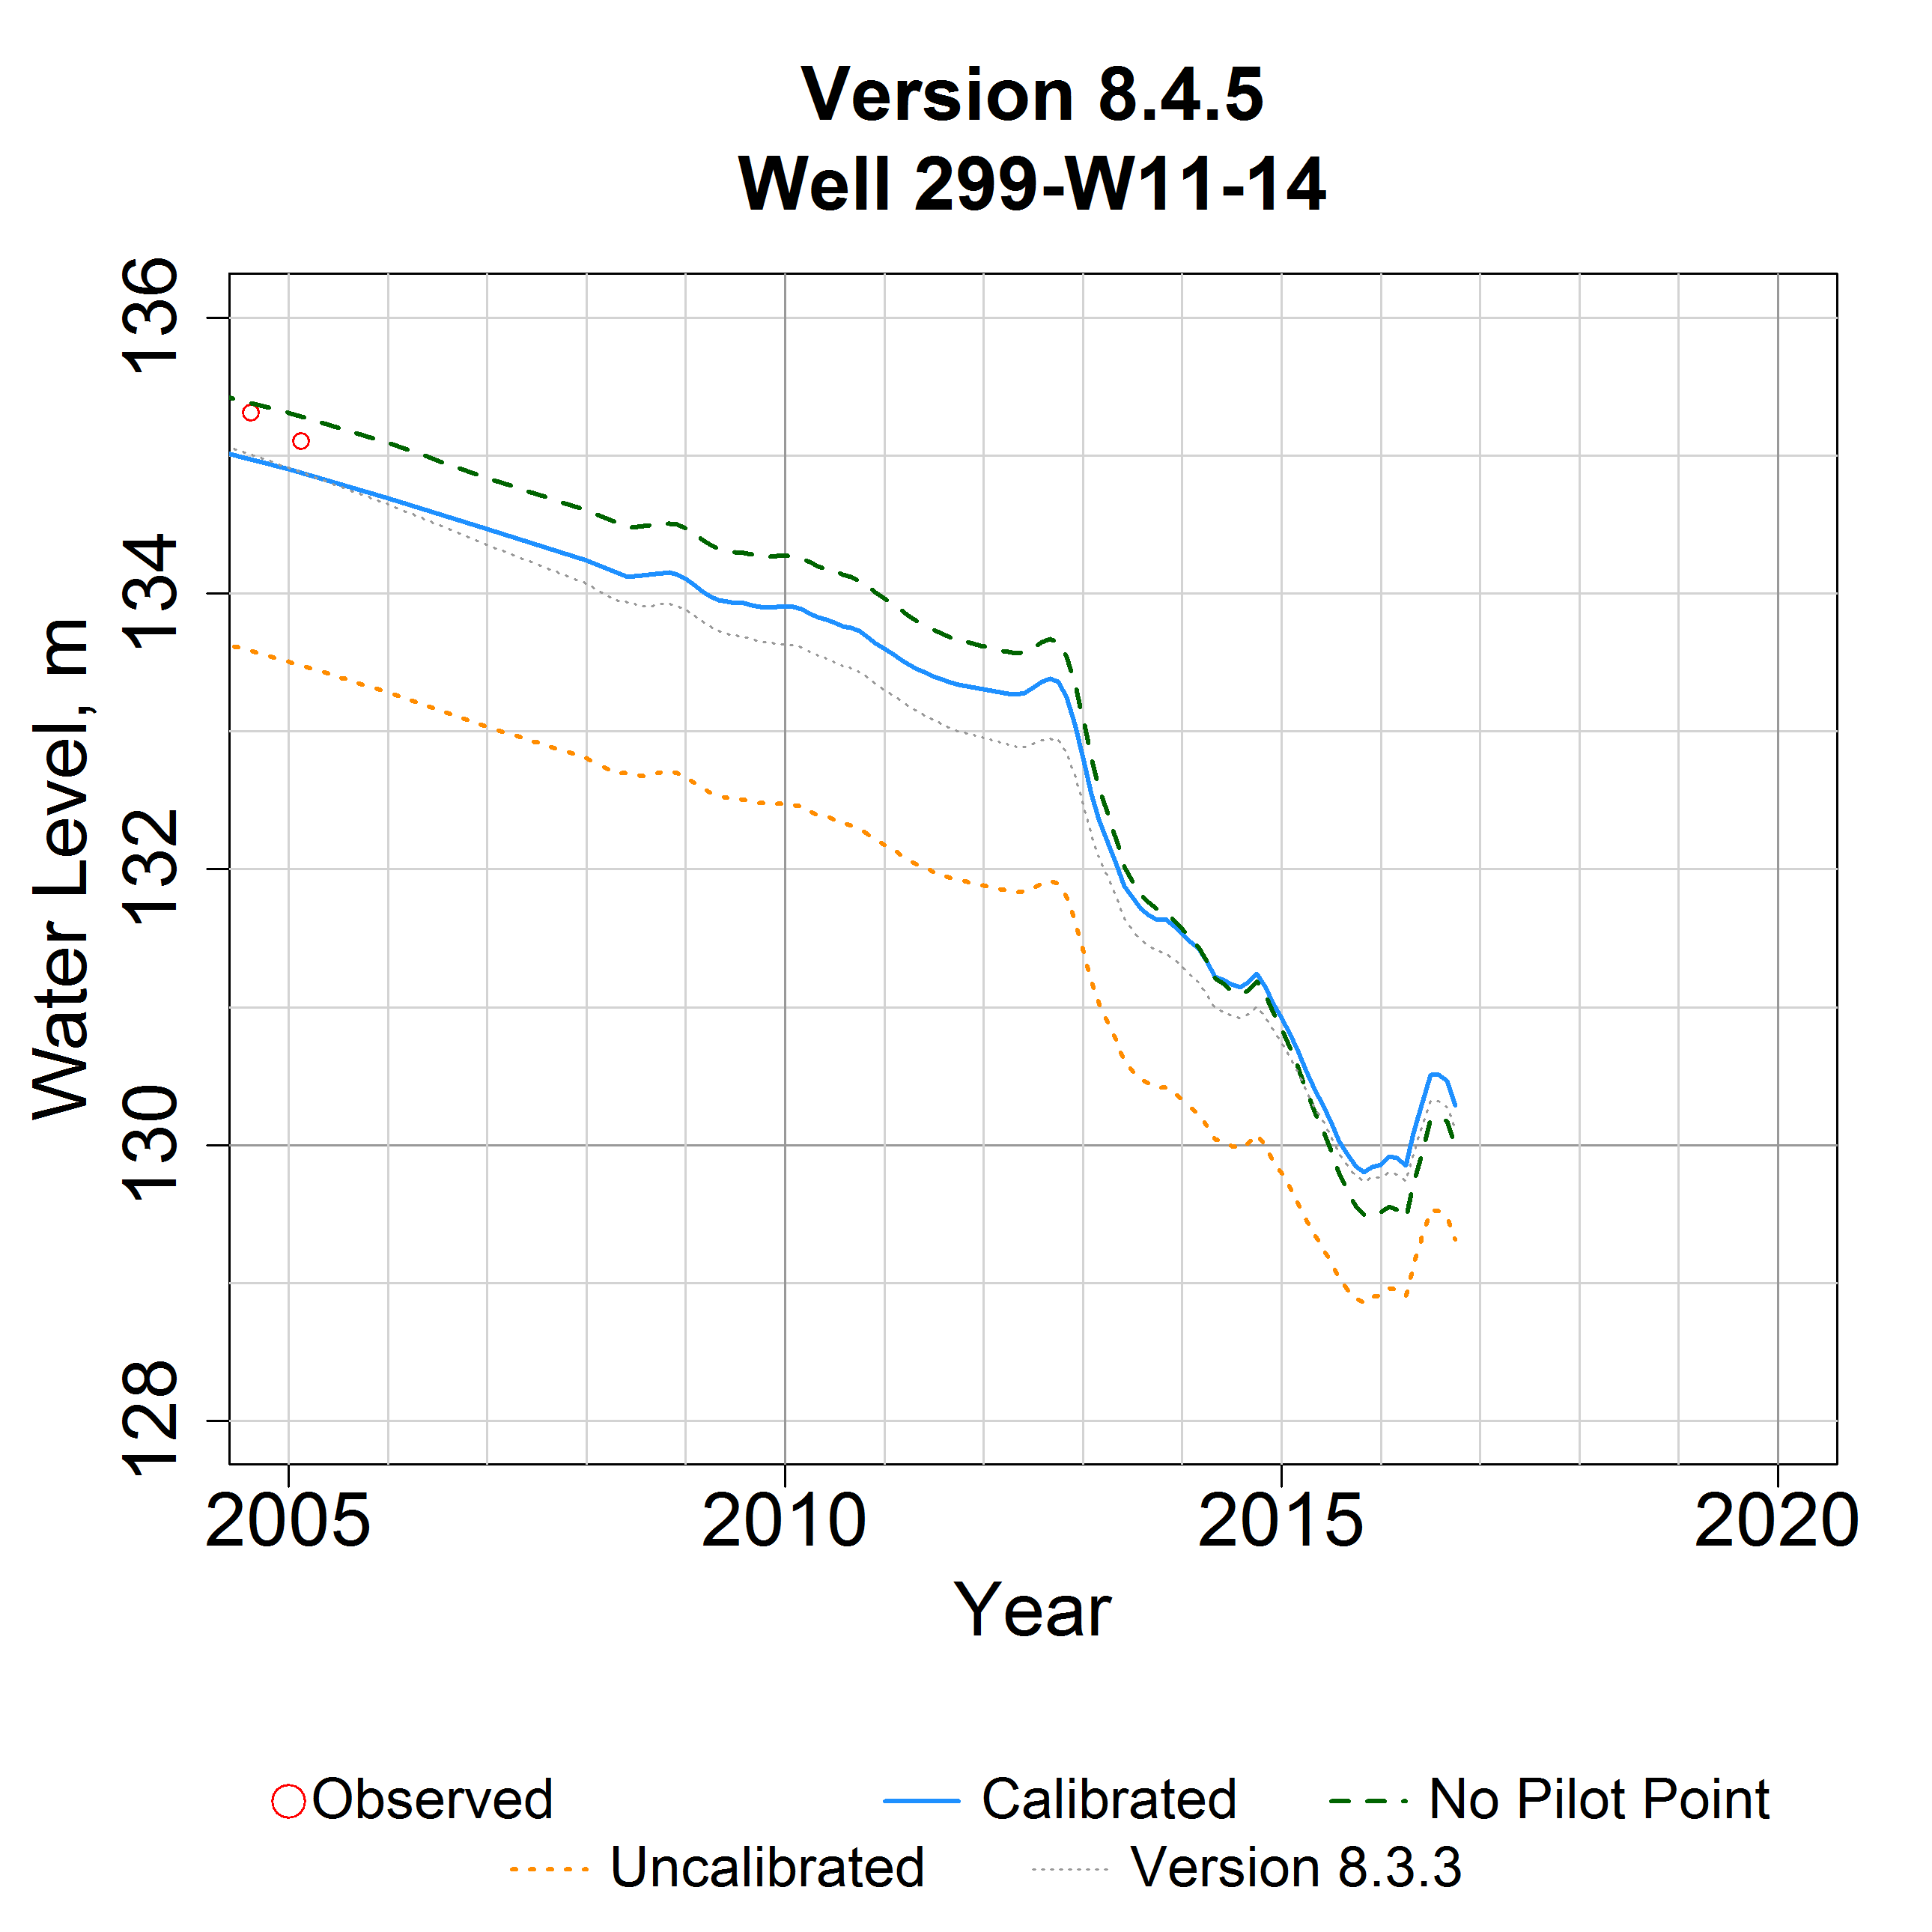 Version 8.4.5
Well 299-W11-14
136
134
132
130
128
Water Level, m
2005 2010 2015 2020
Year
Observed Calibrated No Pilot Point
Uncalibrated Version 8.3.3